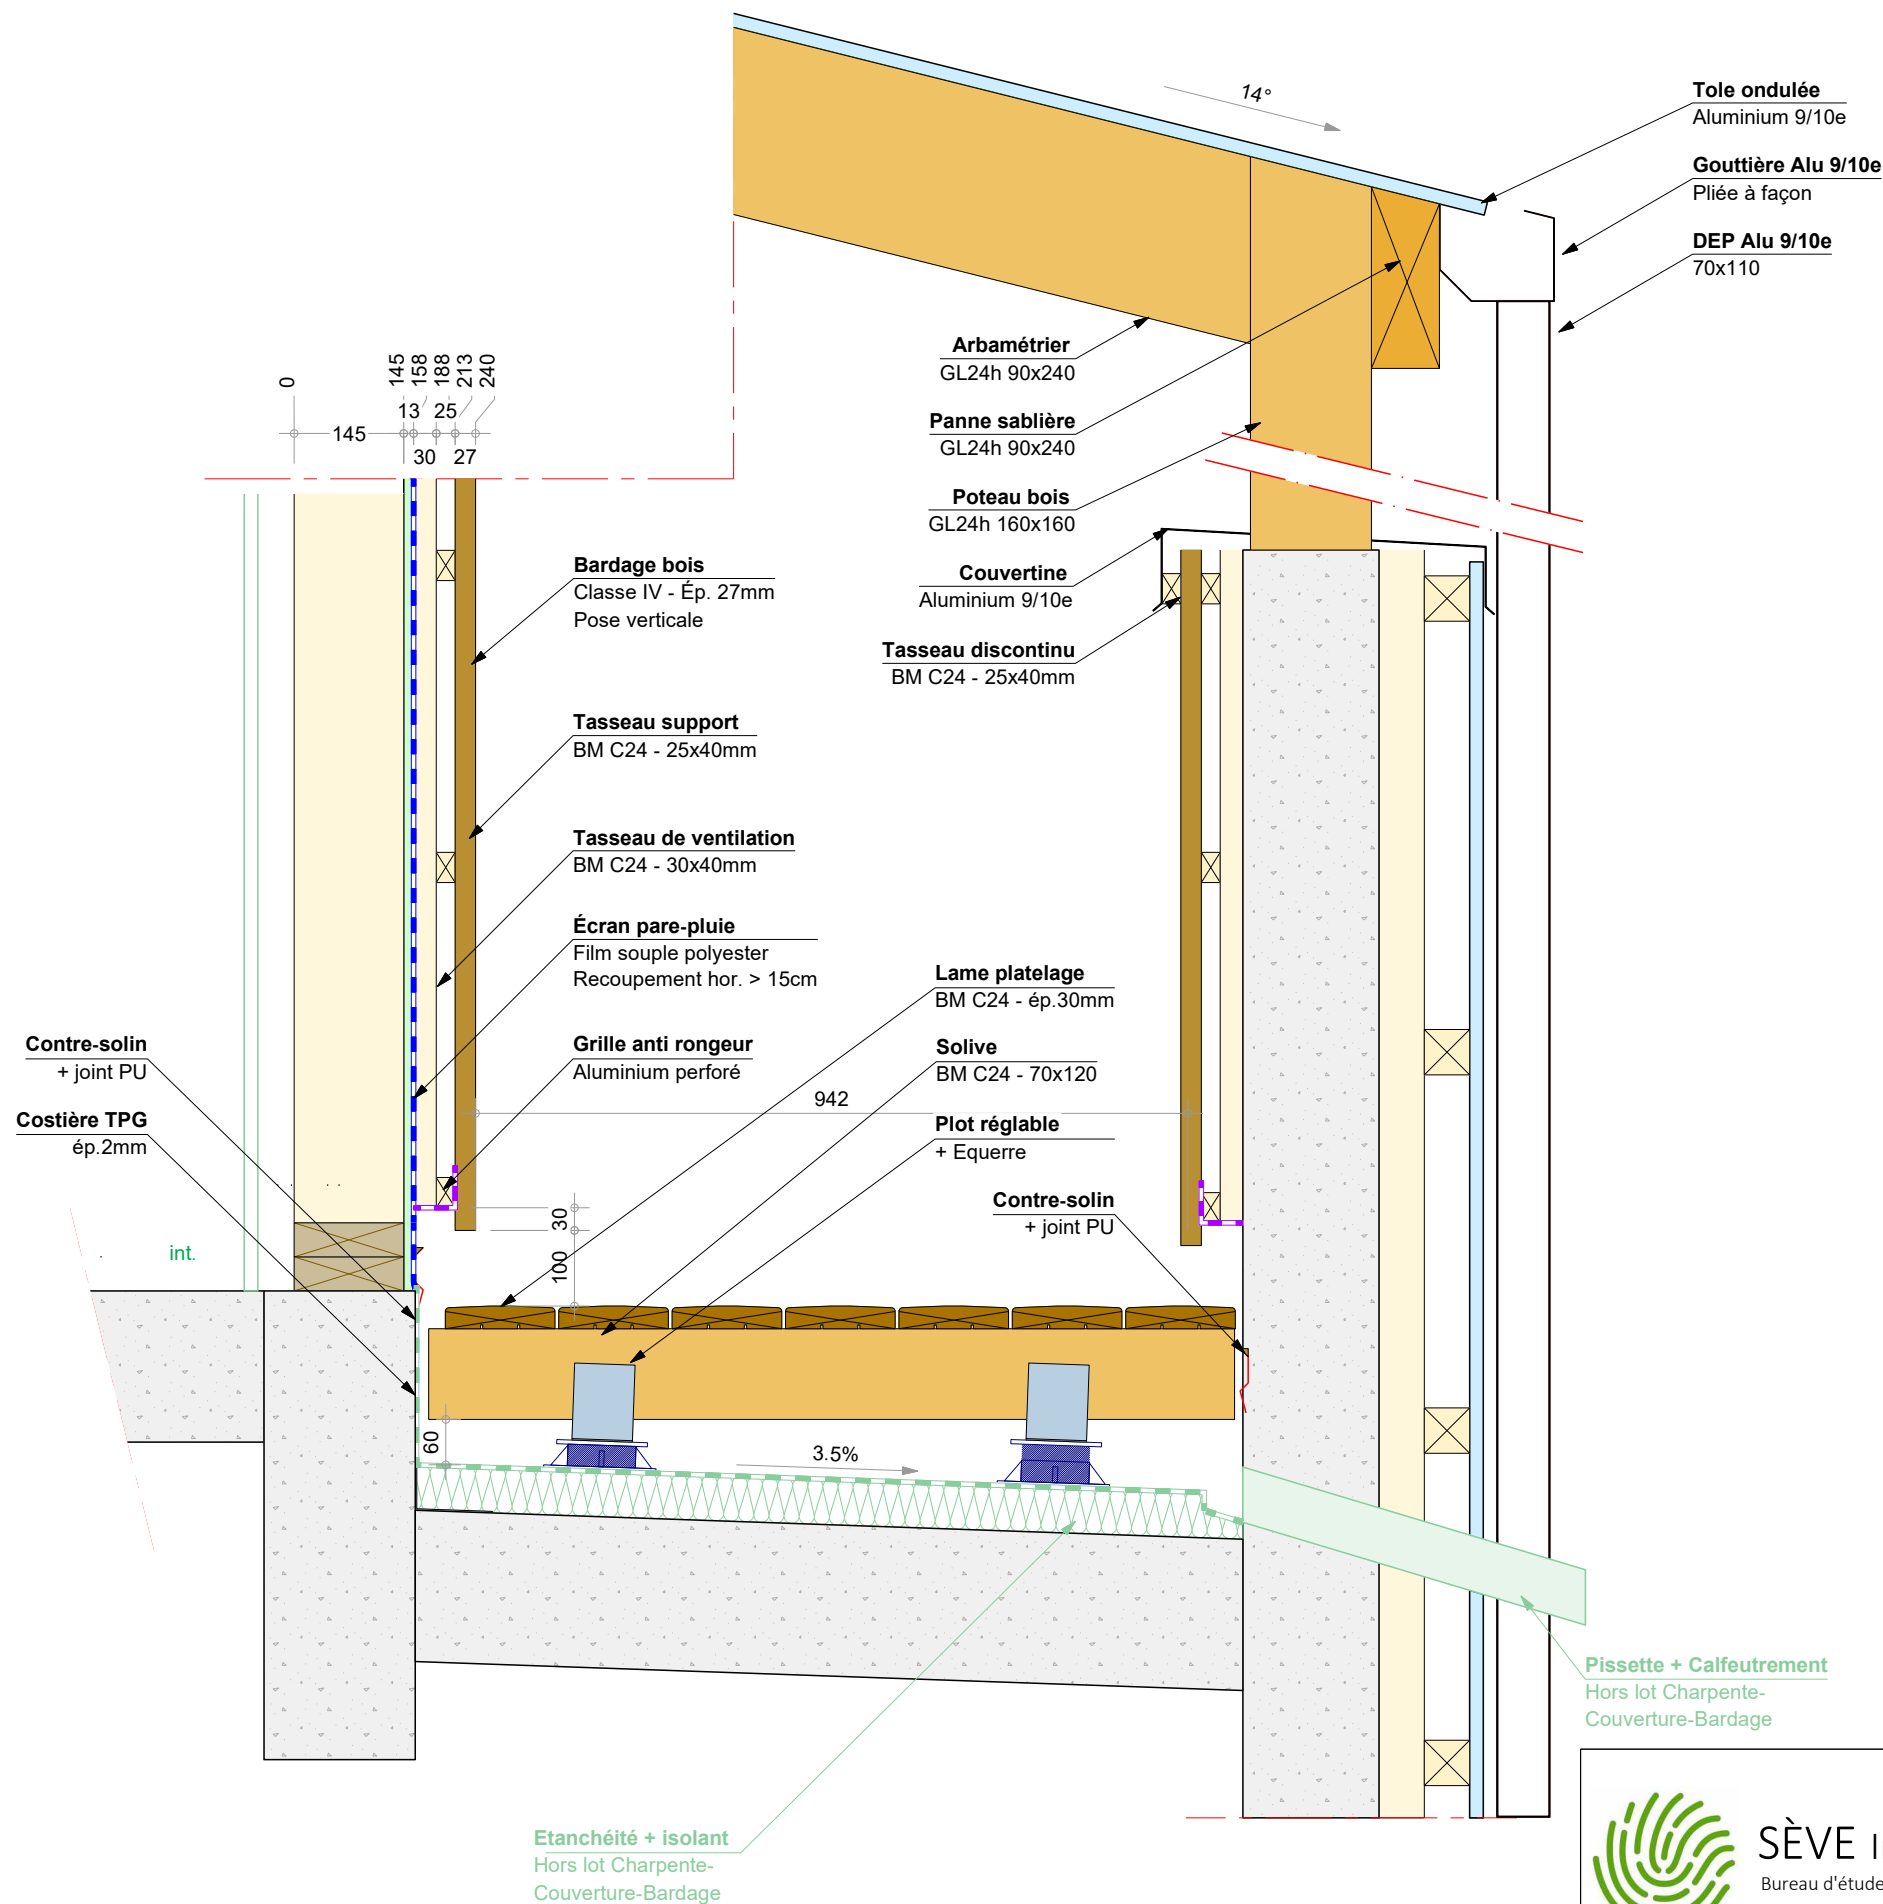 14°
Tole ondulée
Aluminium 9/10e
Gouttière Alu 9/10e
Pliée à façon
DEP Alu 9/10e
70x110
Arbamétrier
GL24h 90x240
Panne sablière
GL24h 90x240
Poteau bois
GL24h 160x160
Couvertine
Aluminium 9/10e
Tasseau discontinu
BM C24 - 25x40mm
0
145
158
188
213
240
13
25
145
30
27
Bardage bois
Classe IV - Ép. 27mm
Pose verticale
Tasseau support
BM C24 - 25x40mm
Tasseau de ventilation
BM C24 - 30x40mm
Écran pare-pluie
Film souple polyester
Recoupement hor. > 15cm
Grille anti rongeur
Aluminium perforé
Lame platelage
BM C24 - ép.30mm
Solive
BM C24 - 70x120
Plot réglable
+ Equerre
Contre-solin
+ joint PU
Contre-solin
+ joint PU
Costière TPG
ép.2mm
942
30
100
int.
60
3.5%
Pissette + Calfeutrement
Hors lot Charpente-
Couverture-Bardage
Etanchéité + isolant
Hors lot Charpente-
Couverture-Bardage
SÈVE
Bureau d'étude